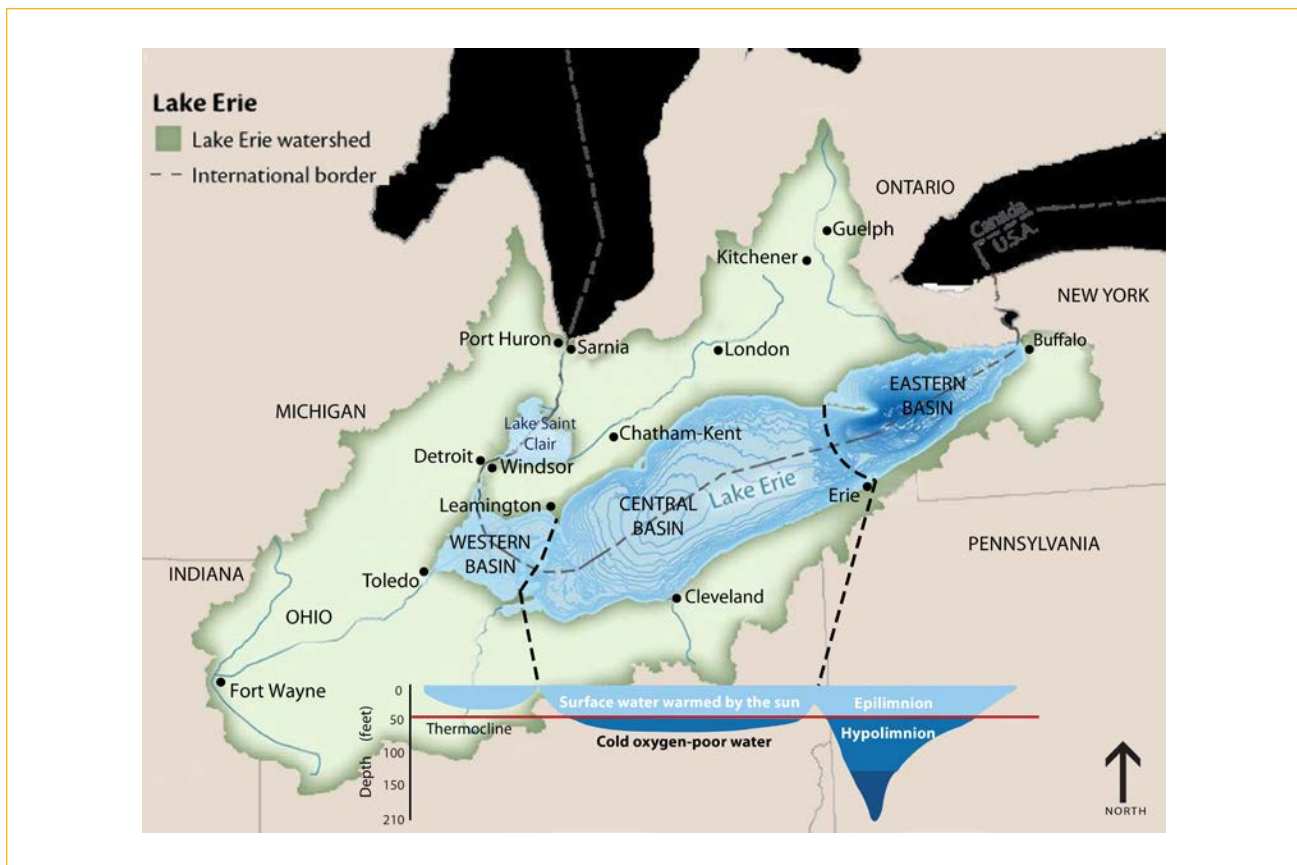 Lake Erie
Lake Erie watershed
International border
ONTARIO
Canada
U.S.A.
Guelph
Kitchener
NEW YORK
Port Huron
Sarnia
London
Buffalo
EASTERN
BASIN
MICHIGAN
Lake Saint
Clair
Chatham-Kent
Detroit
Windsor
Leamington
CENTRAL
BASIN
Lake Erie
Erie
WESTERN
BASIN
PENNSYLVANIA
INDIANA
Toledo
Cleveland
OHIO
Fort Wayne
Depth (feet)
0
50
100
150
210
Surface water warmed by the sun
Epilimnion
Thermocline
Hypolimnion
Cold oxygen-poor water
NORTH